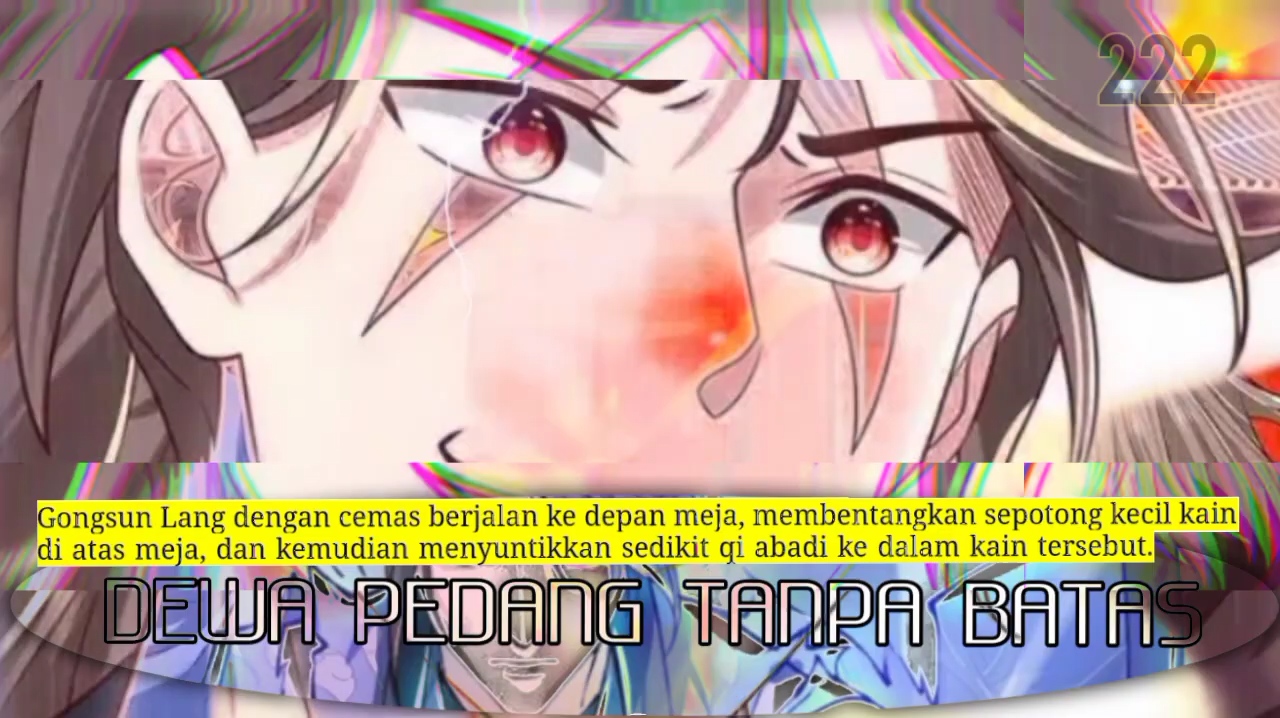 222
Gongsun Lang dengan cemas berjalan ke depan meja, membentangkan sepotong kecil kain
di atas meja, dan kemudian menyuntikkan sedikit qi abadi ke dalam kain tersebut.
DEWA PEDANG TANPA BATAS